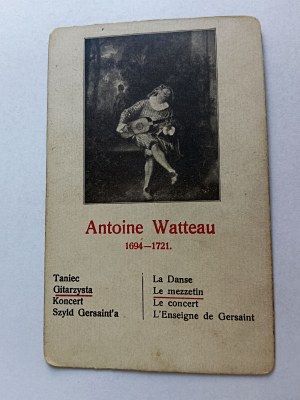 Antoine Watteau
1694—1721.
Taniec
Gitarzysta
Koncert
Szyld Gersaint'a
La Danse
Le mezzetin
Le concert
L'Enseigne de Gersaint